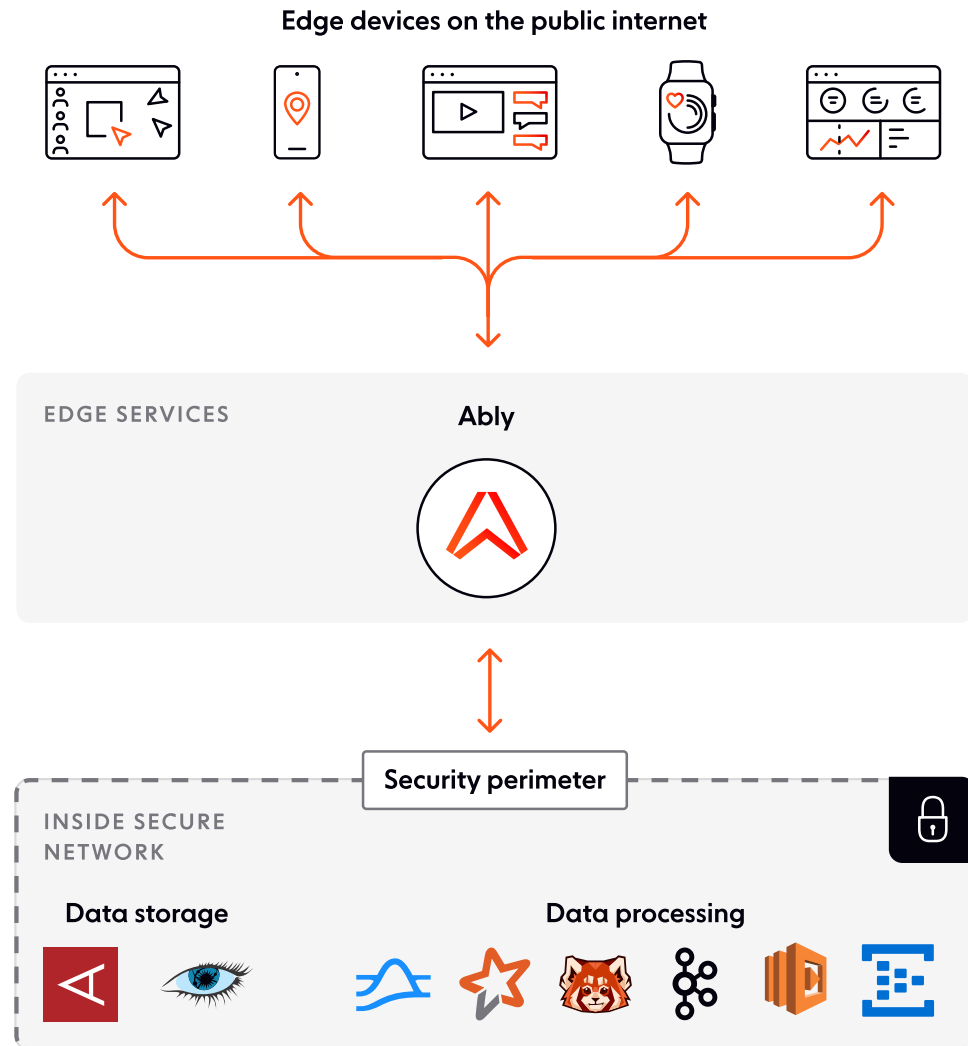 Edge devices on the public internet
EDGE SERVICES
Ably
Security perimeter
INSIDE SECURE
NETWORK
Data storage
Data processing